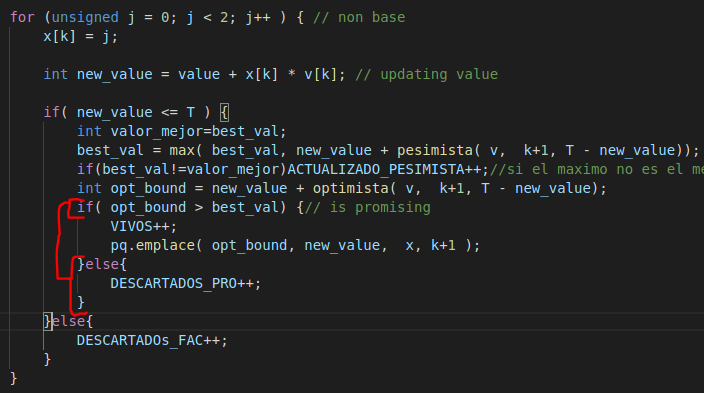 for (unsigned j = 0; j < 2; j++ ) { // non base
x[k] = j;
int new_value = value + x[k] * v[k]; // updating value
if( new_value <= T ) {
int valor_mejor=best_val;
best_val = max( best_val, new_value + pesimista( v, k+1, T - new_value));
if(best_val!=valor_mejor)ACTUALIZADO_PESIMISTA++;//si el maximo no es el me
int opt_bound = new_value + optimista( v, k+1, T - new_value);
if( opt_bound > best_val) {// is promising
VIVOS++;
pq.emplace( opt_bound, new_value, x, k+1 );
}else{
DESCARTADOS_PRO++;
}
}else{
DESCARTADOs_FAC++;
}
}